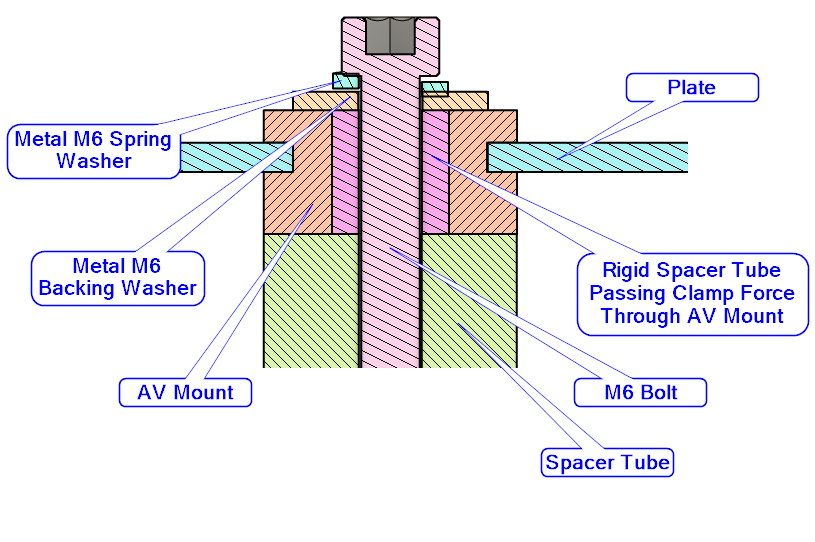 Plate
Metal M6 Spring
Washer
Metal M6
Backing Washer
Rigid Spacer Tube
Passing Clamp Force
Through AV Mount
AV Mount
M6 Bolt
Spacer Tube